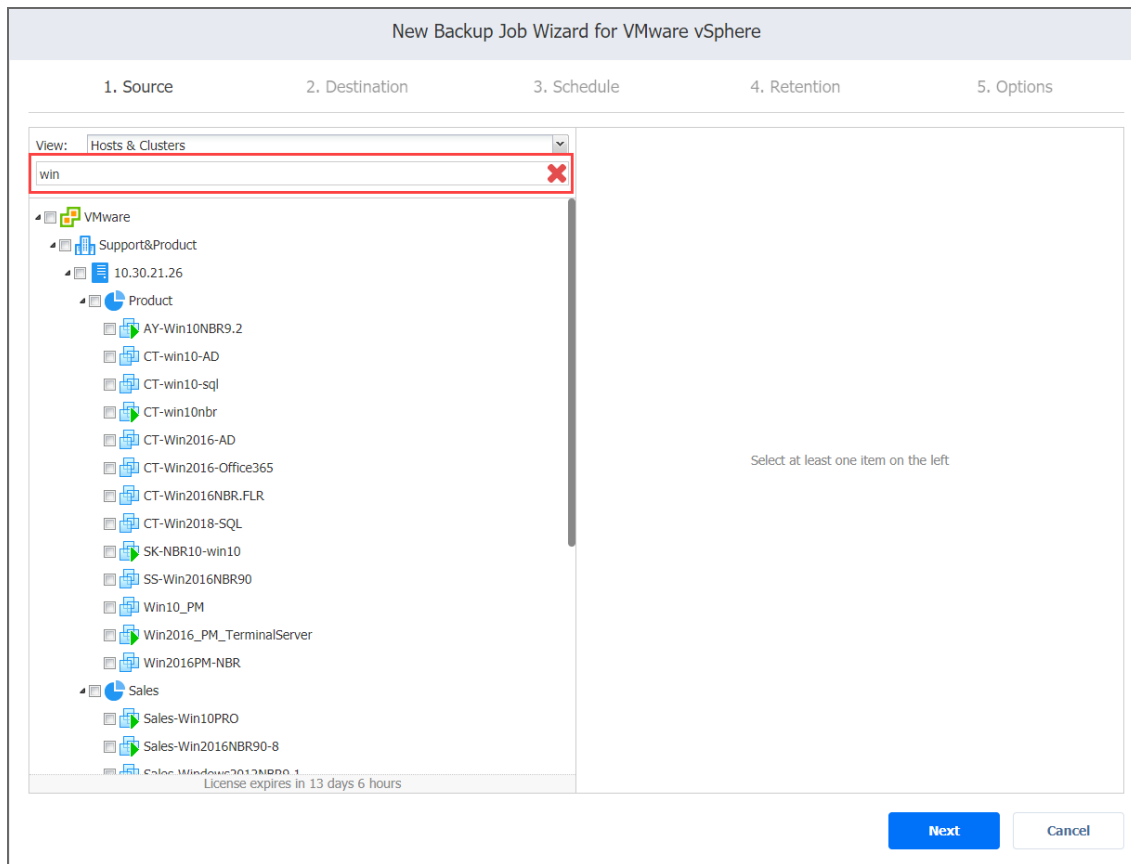 New Backup Job Wizard for VMware vSphere
1. Source 2. Destination 3. Schedule 4. Retention 5. Options
View: Hosts & Clusters
win
VMware
Support&Product
10.30.21.26
Product
AY-Win10NBR9.2
CT-win10-AD
CT-win10-sql
CT-win10nbr
CT-Win2016-AD
CT-Win2016-Office365
Select at least one item on the left
CT-Win2016NBR.FLR
CT-Win2018-SQL
SK-NBR10-win10
SS-Win2016NBR90
Win10_PM
Win2016_PM_TerminalServer
Win2016PM-NBR
Sales
Sales-Win10PRO
Sales-Win2016NBR90-8
Sales-Windows2012NBR9.1
License expires in 13 days 6 hours
Next Cancel